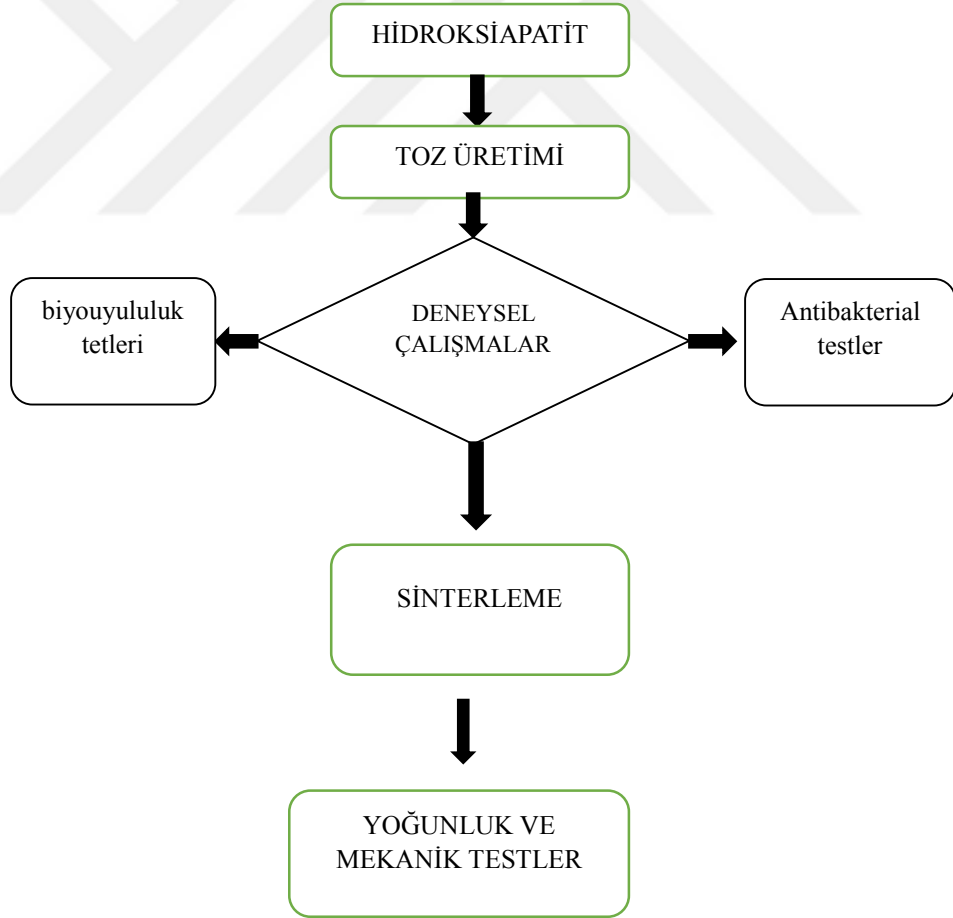 HİDROKSİAPATİT
TOZ ÜRETİMİ
DENEYSEL
ÇALIŞMALAR
biyouyululuk
tetleri
Antibakterial
testler
SİNTERLEME
YOĞUNLUK VE
MEKANİK TESTLER